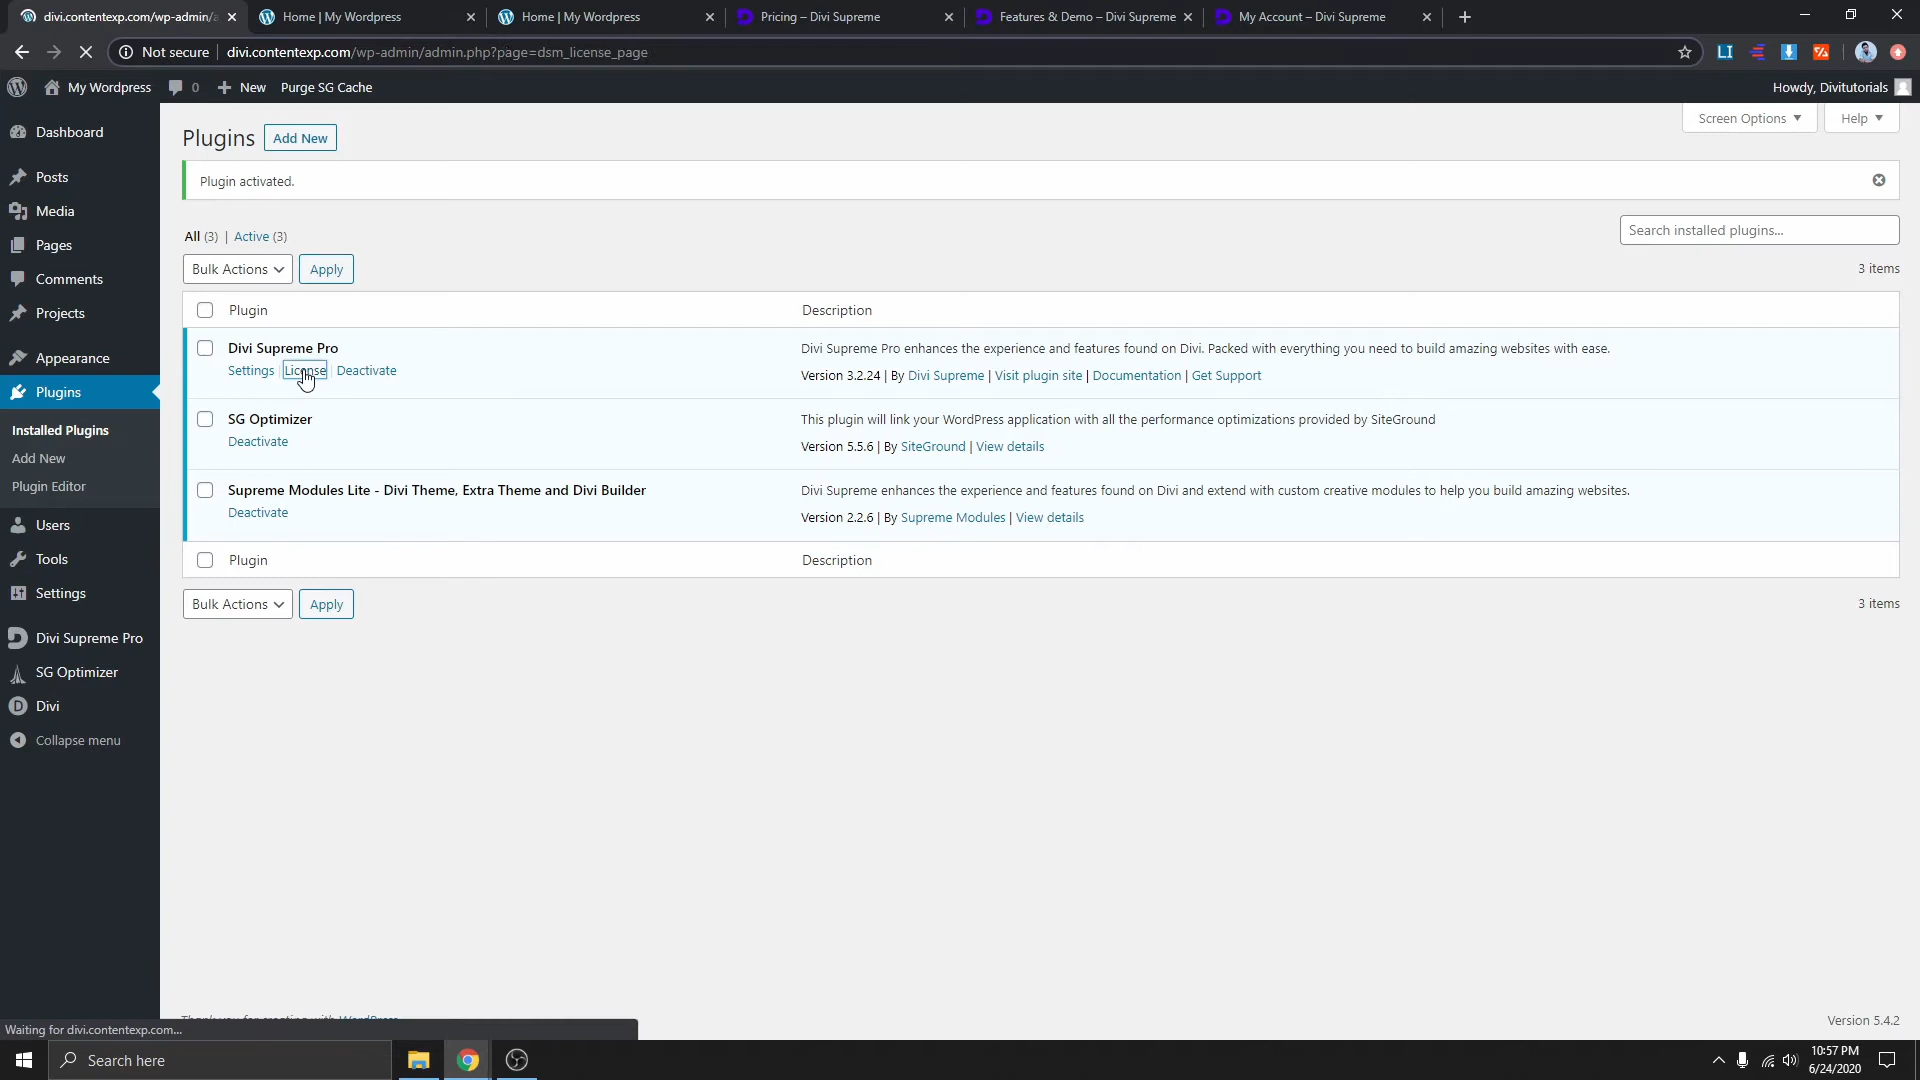 divi.contentexp.com/wp-admin/a
Home | My Wordpress
Home | My Wordpress
Pricing – Divi Supreme
Features & Demo – Divi Supreme
My Account – Divi Supreme
Not secure | divi.contentexp.com/wp-admin/admin.php?page=dsm_license_page
My Wordpress 0 New Purge SG Cache Howdy, Divitutorials
Screen Options Help
Dashboard
Posts
Media
Pages
Comments
Projects
Appearance
Plugins
Installed Plugins
Add New
Plugin Editor
Users
Tools
Settings
Divi Supreme Pro
SG Optimizer
Divi
Collapse menu
Plugins Add New
Plugin activated.
All (3) | Active (3)
Search installed plugins...
Bulk Actions Apply 3 items
Plugin Description
Divi Supreme Pro
Settings | License | Deactivate
Divi Supreme Pro enhances the experience and features found on Divi. Packed with everything you need to build amazing websites with ease.
Version 3.2.24 | By Divi Supreme | Visit plugin site | Documentation | Get Support
SG Optimizer
Deactivate
This plugin will link your WordPress application with all the performance optimizations provided by SiteGround
Version 5.5.6 | By SiteGround | View details
Supreme Modules Lite - Divi Theme, Extra Theme and Divi Builder
Deactivate
Divi Supreme enhances the experience and features found on Divi and extend with custom creative modules to help you build amazing websites.
Version 2.2.6 | By Supreme Modules | View details
Plugin Description
Bulk Actions Apply 3 items
Thank you for creating with WordPress
Version 5.4.2
Waiting for divi.contentexp.com...
Search here
10:57 PM
6/24/2020